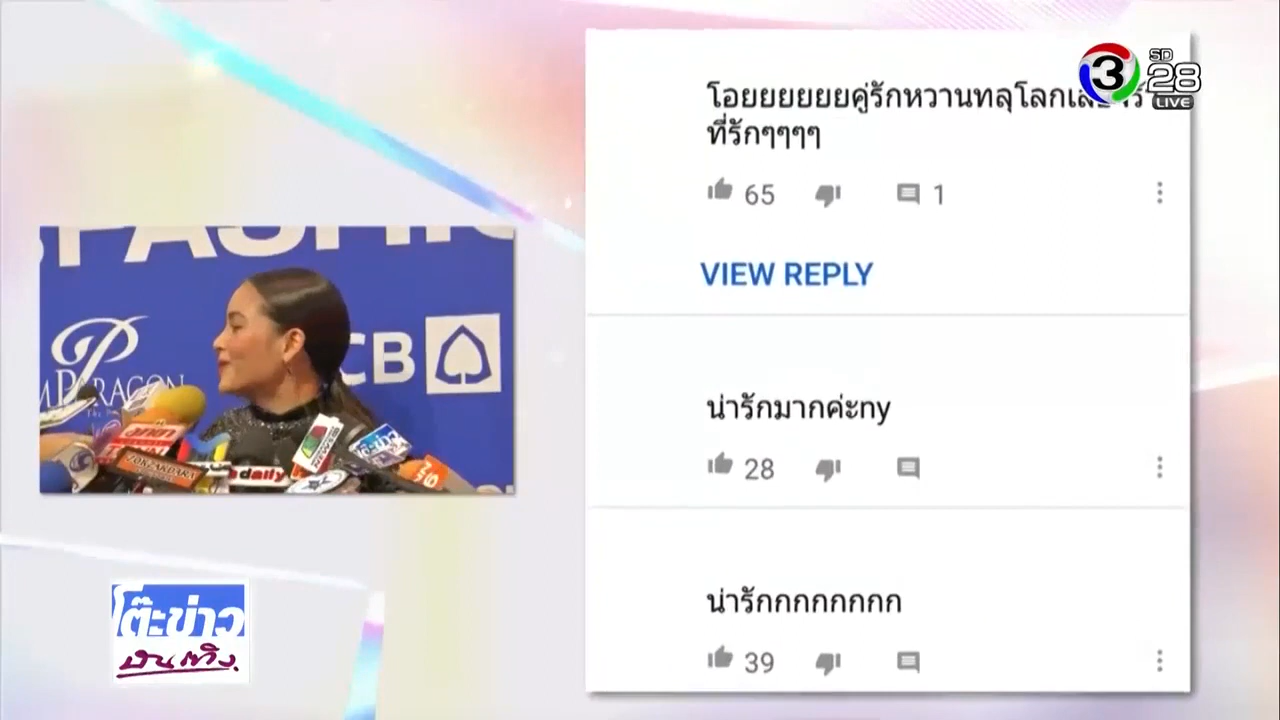 3
SD
28
LIVE
โอยยยยยยคู่รักหวานทลุโลก
ที่รักๆๆๆๆ
65
1
VIEW REPLY
น่ารักมากค่ะny
28
น่ารักกกกกกกก
39
CB
PARAGON
daily
โต๊ะข่าว
บันเทิง